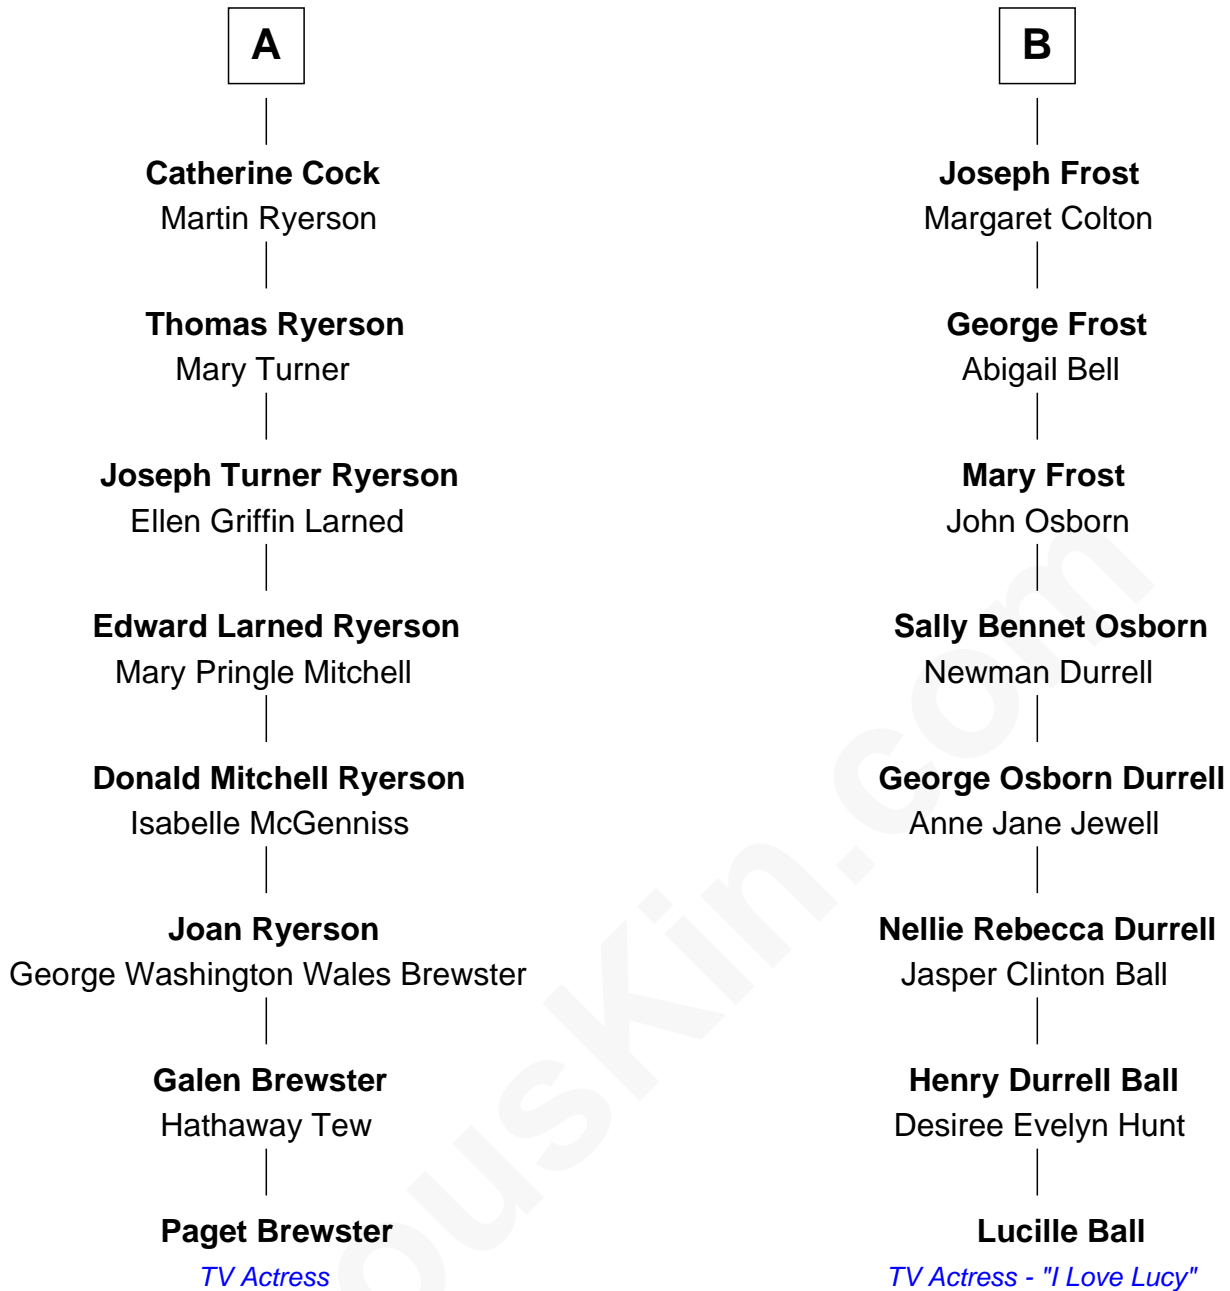 A
Catherine Cock
Martin Ryerson
Thomas Ryerson
Mary Turner
Joseph Turner Ryerson
Ellen Griffin Larned
Edward Larned Ryerson
Mary Pringle Mitchell
Donald Mitchell Ryerson
Isabelle McGenniss
Joan Ryerson
George Washington Wales Brewster
Galen Brewster
Hathaway Tew
Paget Brewster
TV Actress
B
Joseph Frost
Margaret Colton
George Frost
Abigail Bell
Mary Frost
John Osborn
Sally Bennet Osborn
Newman Durrell
George Osborn Durrell
Anne Jane Jewell
Nellie Rebecca Durrell
Jasper Clinton Ball
Henry Durrell Ball
Desiree Evelyn Hunt
Lucille Ball
TV Actress - "I Love Lucy"
ousKin.com